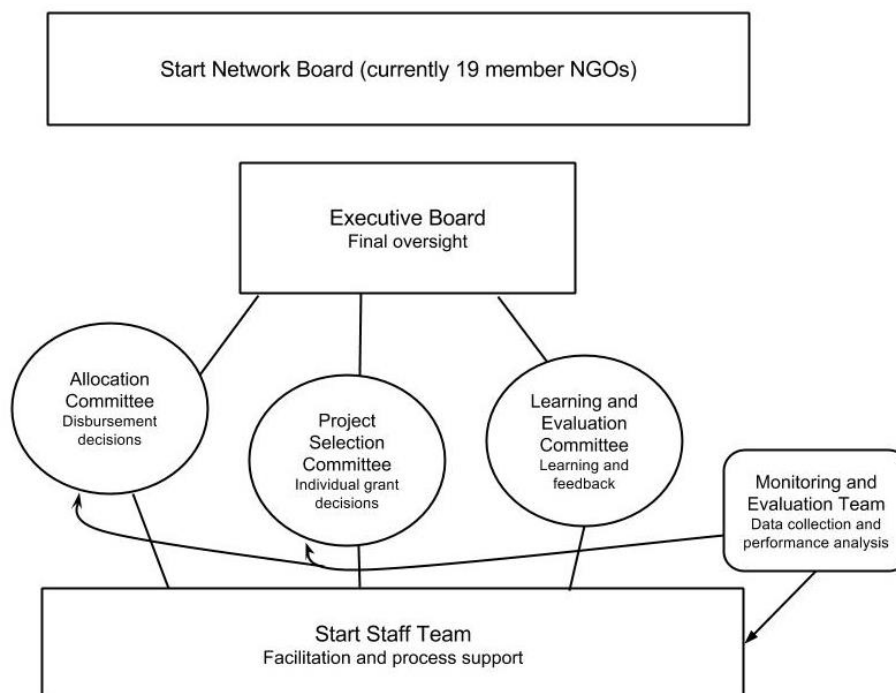 Start Network Board (currently 19 member NGOs)
Executive Board
Final oversight
Allocation
Committee
Disbursement
decisions
Project
Selection
Committee
Individual grant
decisions
Learning and
Evaluation
Committee
Learning and
feedback
Monitoring and
Evaluation Team
Data collection and
performance analysis
Start Staff Team
Facilitation and process support